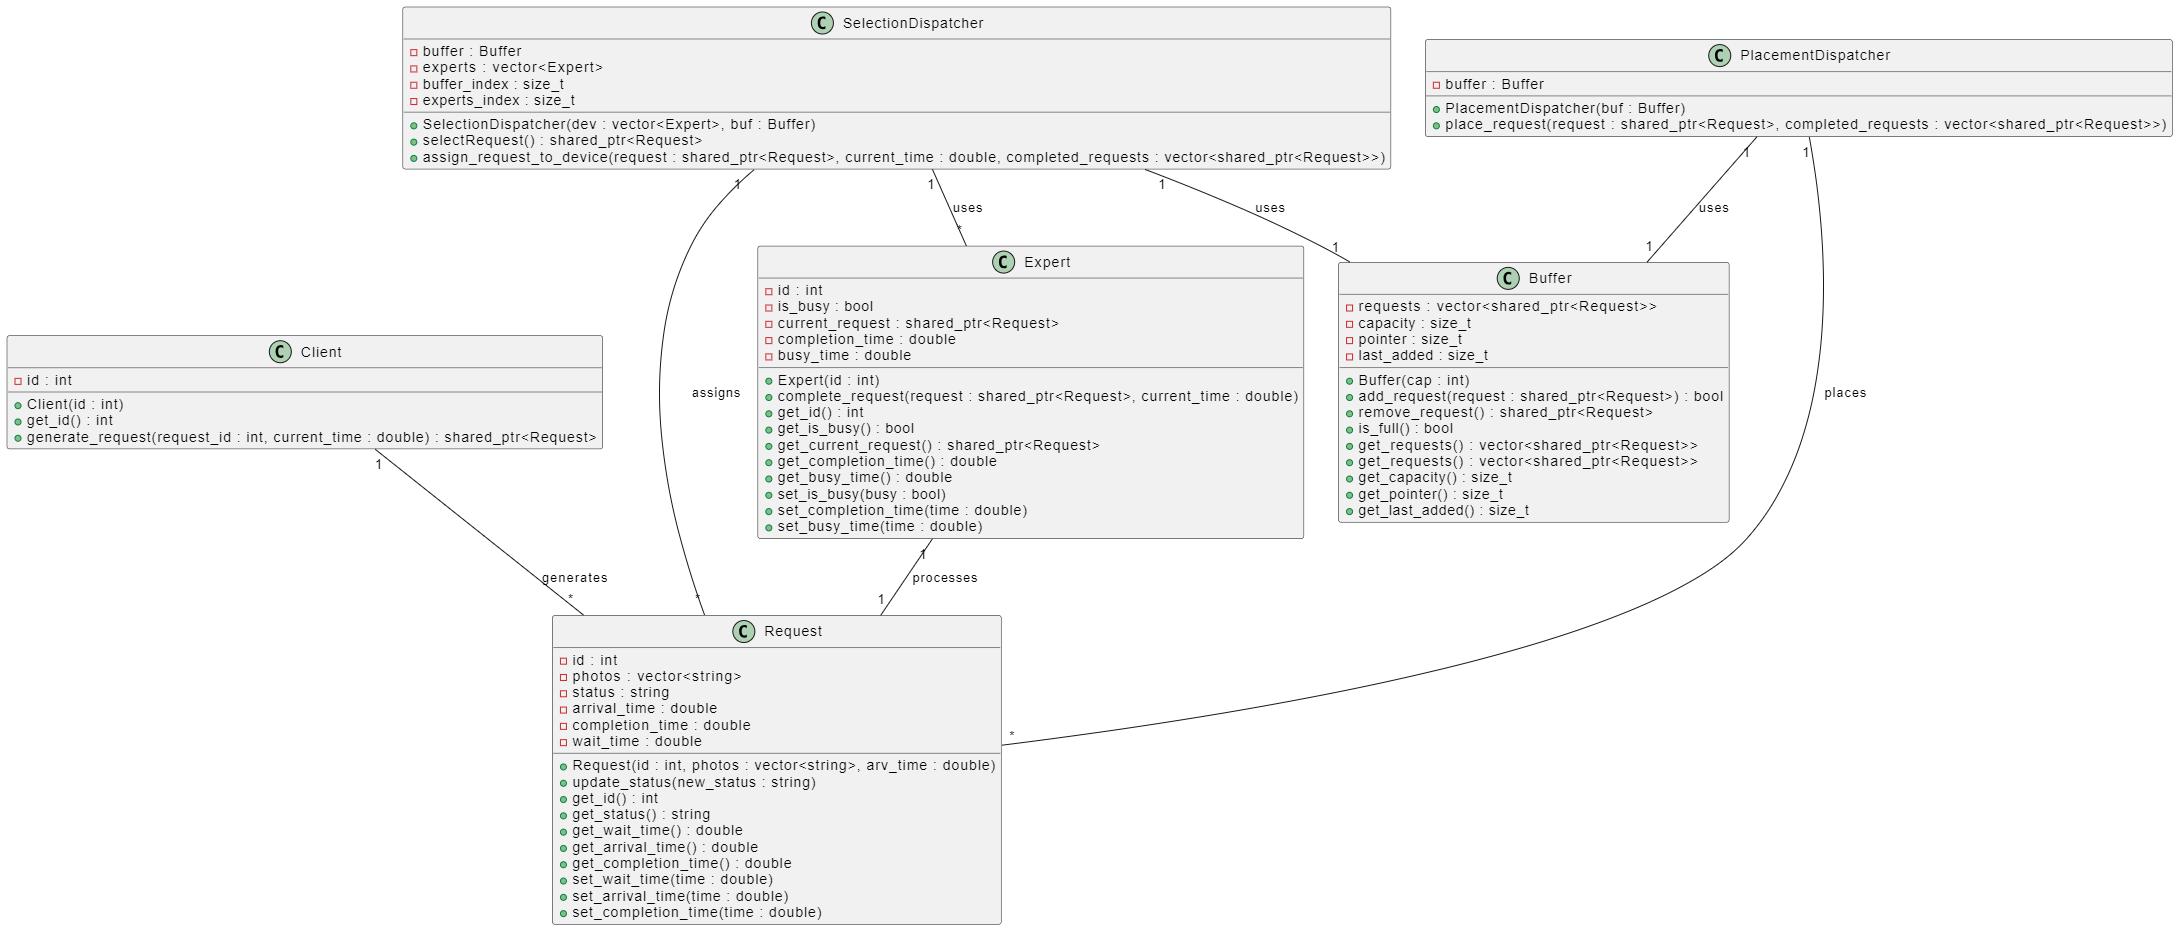 C SelectionDispatcher
buffer : Buffer
experts : vector<Expert>
buffer_index : size_t
experts_index : size_t
SelectionDispatcher(dev : vector<Expert>, buf : Buffer)
selectRequest() : shared_ptr<Request>
assign_request_to_device(request : shared_ptr<Request>, current_time : double, completed_requests : vector<shared_ptr<Request>>)
C PlacementDispatcher
buffer : Buffer
PlacementDispatcher(buf : Buffer)
place_request(request : shared_ptr<Request>, completed_requests : vector<shared_ptr<Request>>)
1
1
1
1
1
uses
uses
uses
*
1
1
C Expert
id : int
is_busy : bool
current_request : shared_ptr<Request>
completion_time : double
busy_time : double
Expert(id : int)
complete_request(request : shared_ptr<Request>, current_time : double)
get_id() : int
get_is_busy() : bool
get_current_request() : shared_ptr<Request>
get_completion_time() : double
get_busy_time() : double
set_is_busy(busy : bool)
set_completion_time(time : double)
set_busy_time(time : double)
C Buffer
requests : vector<shared_ptr<Request>>
capacity : size_t
pointer : size_t
last_added : size_t
Buffer(cap : int)
add_request(request : shared_ptr<Request>) : bool
remove_request() : shared_ptr<Request>
is_full() : bool
get_requests() : vector<shared_ptr<Request>>
get_requests() : vector<shared_ptr<Request>>
get_capacity() : size_t
get_pointer() : size_t
get_last_added() : size_t
C Client
id : int
Client(id : int)
get_id() : int
generate_request(request_id : int, current_time : double) : shared_ptr<Request>
assigns
places
1
1
generates
processes
*
*
1
*
C Request
id : int
photos : vector<string>
status : string
arrival_time : double
completion_time : double
wait_time : double
Request(id : int, photos : vector<string>, arv_time : double)
update_status(new_status : string)
get_id() : int
get_status() : string
get_wait_time() : double
get_arrival_time() : double
get_completion_time() : double
set_wait_time(time : double)
set_arrival_time(time : double)
set_completion_time(time : double)